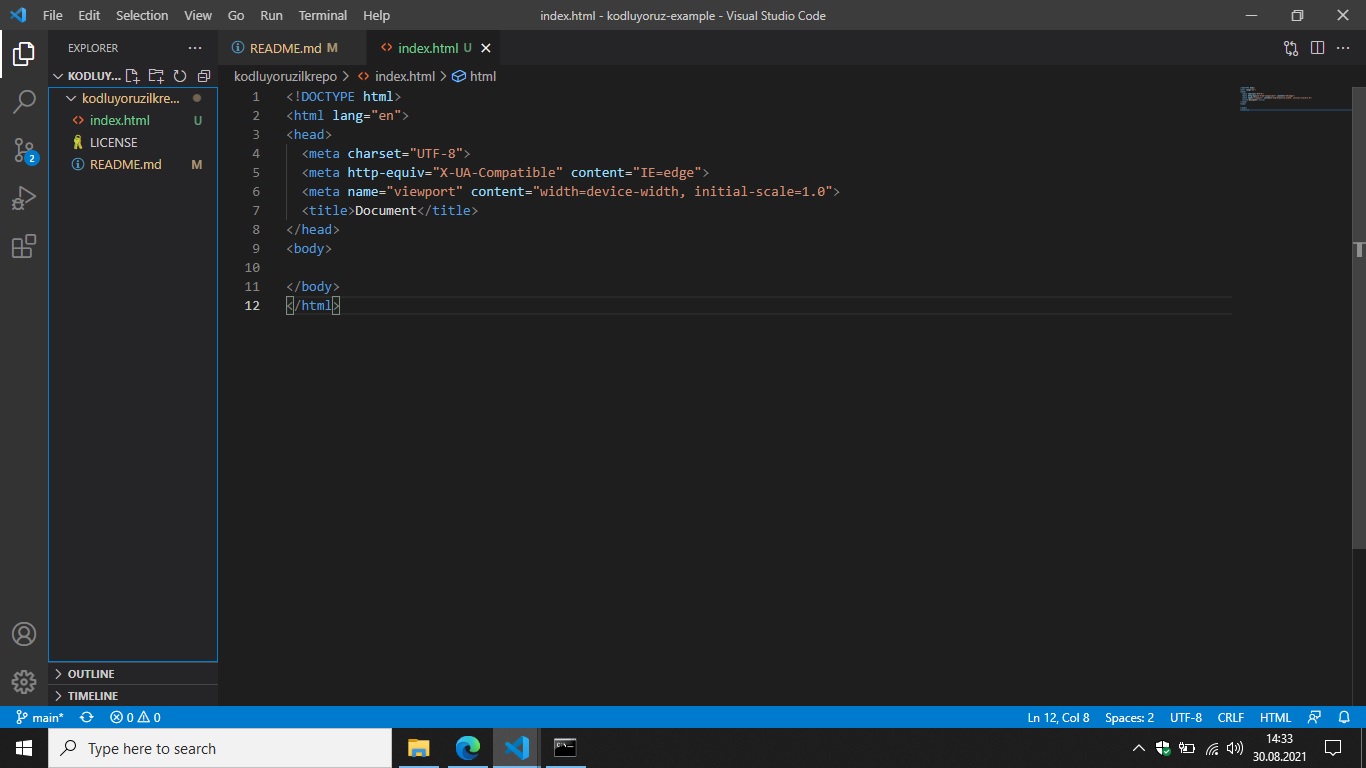 File Edit Selection View Go Run Terminal Help index.html - kodluyoruz-example - Visual Studio Code
EXPLORER
KODLUY...
kodluyoruzilkre...
index.html U
LICENSE
README.md M
OUTLINE
TIMELINE
README.md M index.html U
kodluyoruzilkrepo > index.html > html
1 <!DOCTYPE html>
2 <html lang="en">
3 <head>
4 <meta charset="UTF-8">
5 <meta http-equiv="X-UA-Compatible" content="IE=edge">
6 <meta name="viewport" content="width=device-width, initial-scale=1.0">
7 <title>Document</title>
8 </head>
9 <body>
10
11 </body>
12 </html>
2
main* 0 0 Ln 12, Col 8 Spaces: 2 UTF-8 CRLF HTML
Type here to search
14:33
30.08.2021